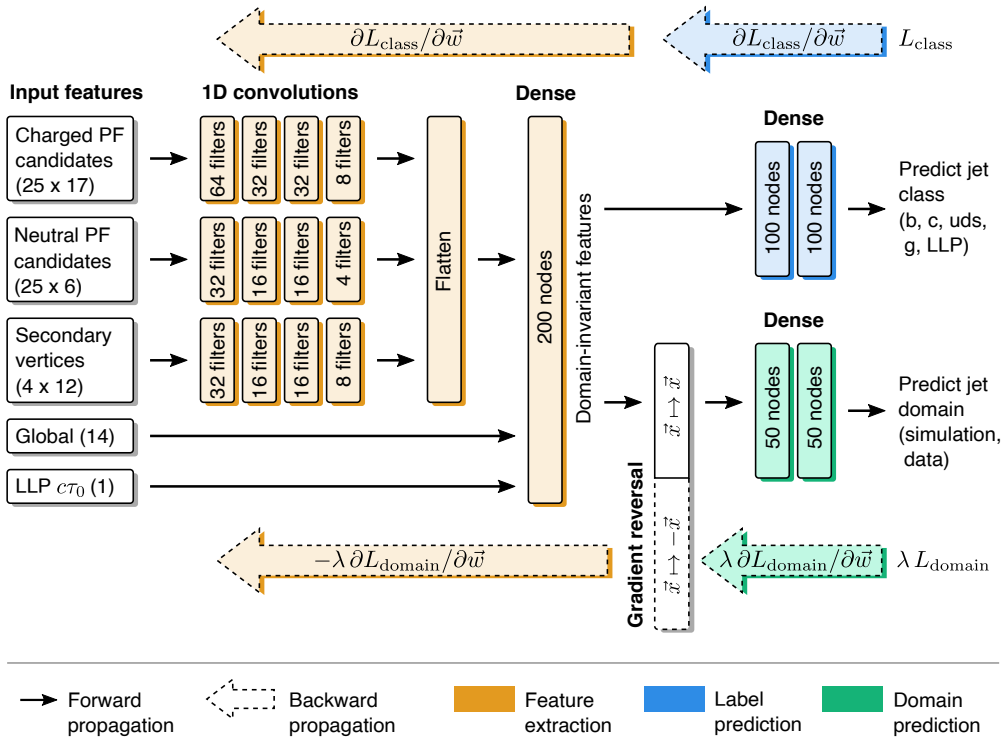 ∂L_class/∂w⃗
∂L_class/∂w⃗
L_class
Input features
1D convolutions
Dense
Charged PF
candidates
(25 x 17)
64 filters
32 filters
32 filters
8 filters
Neutral PF
candidates
(25 x 6)
32 filters
16 filters
16 filters
4 filters
Secondary
vertices
(4 x 12)
32 filters
16 filters
16 filters
8 filters
Global (14)
LLP cτ₀ (1)
Flatten
200 nodes
Domain-invariant features
Dense
100 nodes
100 nodes
Predict jet
class
(b, c, uds,
g, LLP)
Gradient reversal
x⃗ ↦ x⃗
x⃗ ↦ −x⃗
Dense
50 nodes
50 nodes
Predict jet
domain
(simulation,
data)
−λ ∂L_domain/∂w⃗
λ ∂L_domain/∂w⃗
λ L_domain
Forward
propagation
Backward
propagation
Feature
extraction
Label
prediction
Domain
prediction